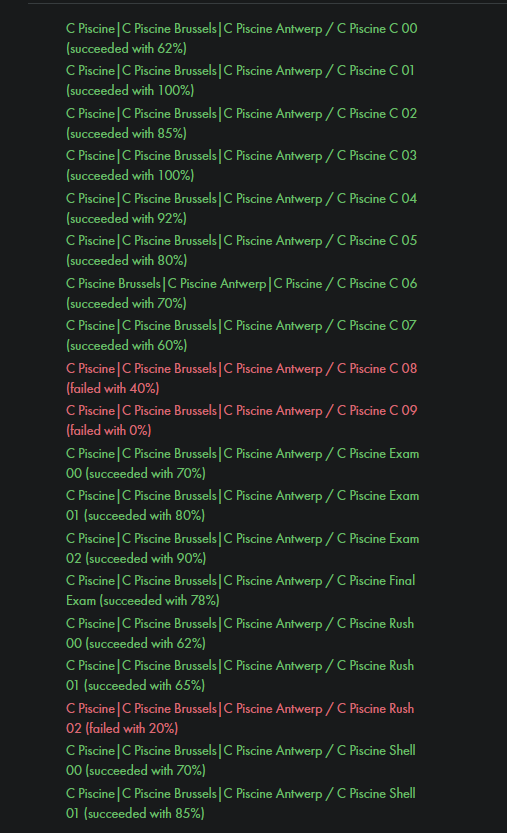 C Piscine|C Piscine Brussels|C Piscine Antwerp / C Piscine C 00
(succeeded with 62%)
C Piscine|C Piscine Brussels|C Piscine Antwerp / C Piscine C 01
(succeeded with 100%)
C Piscine|C Piscine Brussels|C Piscine Antwerp / C Piscine C 02
(succeeded with 85%)
C Piscine|C Piscine Brussels|C Piscine Antwerp / C Piscine C 03
(succeeded with 100%)
C Piscine|C Piscine Brussels|C Piscine Antwerp / C Piscine C 04
(succeeded with 92%)
C Piscine|C Piscine Brussels|C Piscine Antwerp / C Piscine C 05
(succeeded with 80%)
C Piscine Brussels|C Piscine Antwerp|C Piscine / C Piscine C 06
(succeeded with 70%)
C Piscine|C Piscine Brussels|C Piscine Antwerp / C Piscine C 07
(succeeded with 60%)
C Piscine|C Piscine Brussels|C Piscine Antwerp / C Piscine C 08
(failed with 40%)
C Piscine|C Piscine Brussels|C Piscine Antwerp / C Piscine C 09
(failed with 0%)
C Piscine|C Piscine Brussels|C Piscine Antwerp / C Piscine Exam
00 (succeeded with 70%)
C Piscine|C Piscine Brussels|C Piscine Antwerp / C Piscine Exam
01 (succeeded with 80%)
C Piscine|C Piscine Brussels|C Piscine Antwerp / C Piscine Exam
02 (succeeded with 90%)
C Piscine|C Piscine Brussels|C Piscine Antwerp / C Piscine Final
Exam (succeeded with 78%)
C Piscine|C Piscine Brussels|C Piscine Antwerp / C Piscine Rush
00 (succeeded with 62%)
C Piscine|C Piscine Brussels|C Piscine Antwerp / C Piscine Rush
01 (succeeded with 65%)
C Piscine|C Piscine Brussels|C Piscine Antwerp / C Piscine Rush
02 (failed with 20%)
C Piscine|C Piscine Brussels|C Piscine Antwerp / C Piscine Shell
00 (succeeded with 70%)
C Piscine|C Piscine Brussels|C Piscine Antwerp / C Piscine Shell
01 (succeeded with 85%)